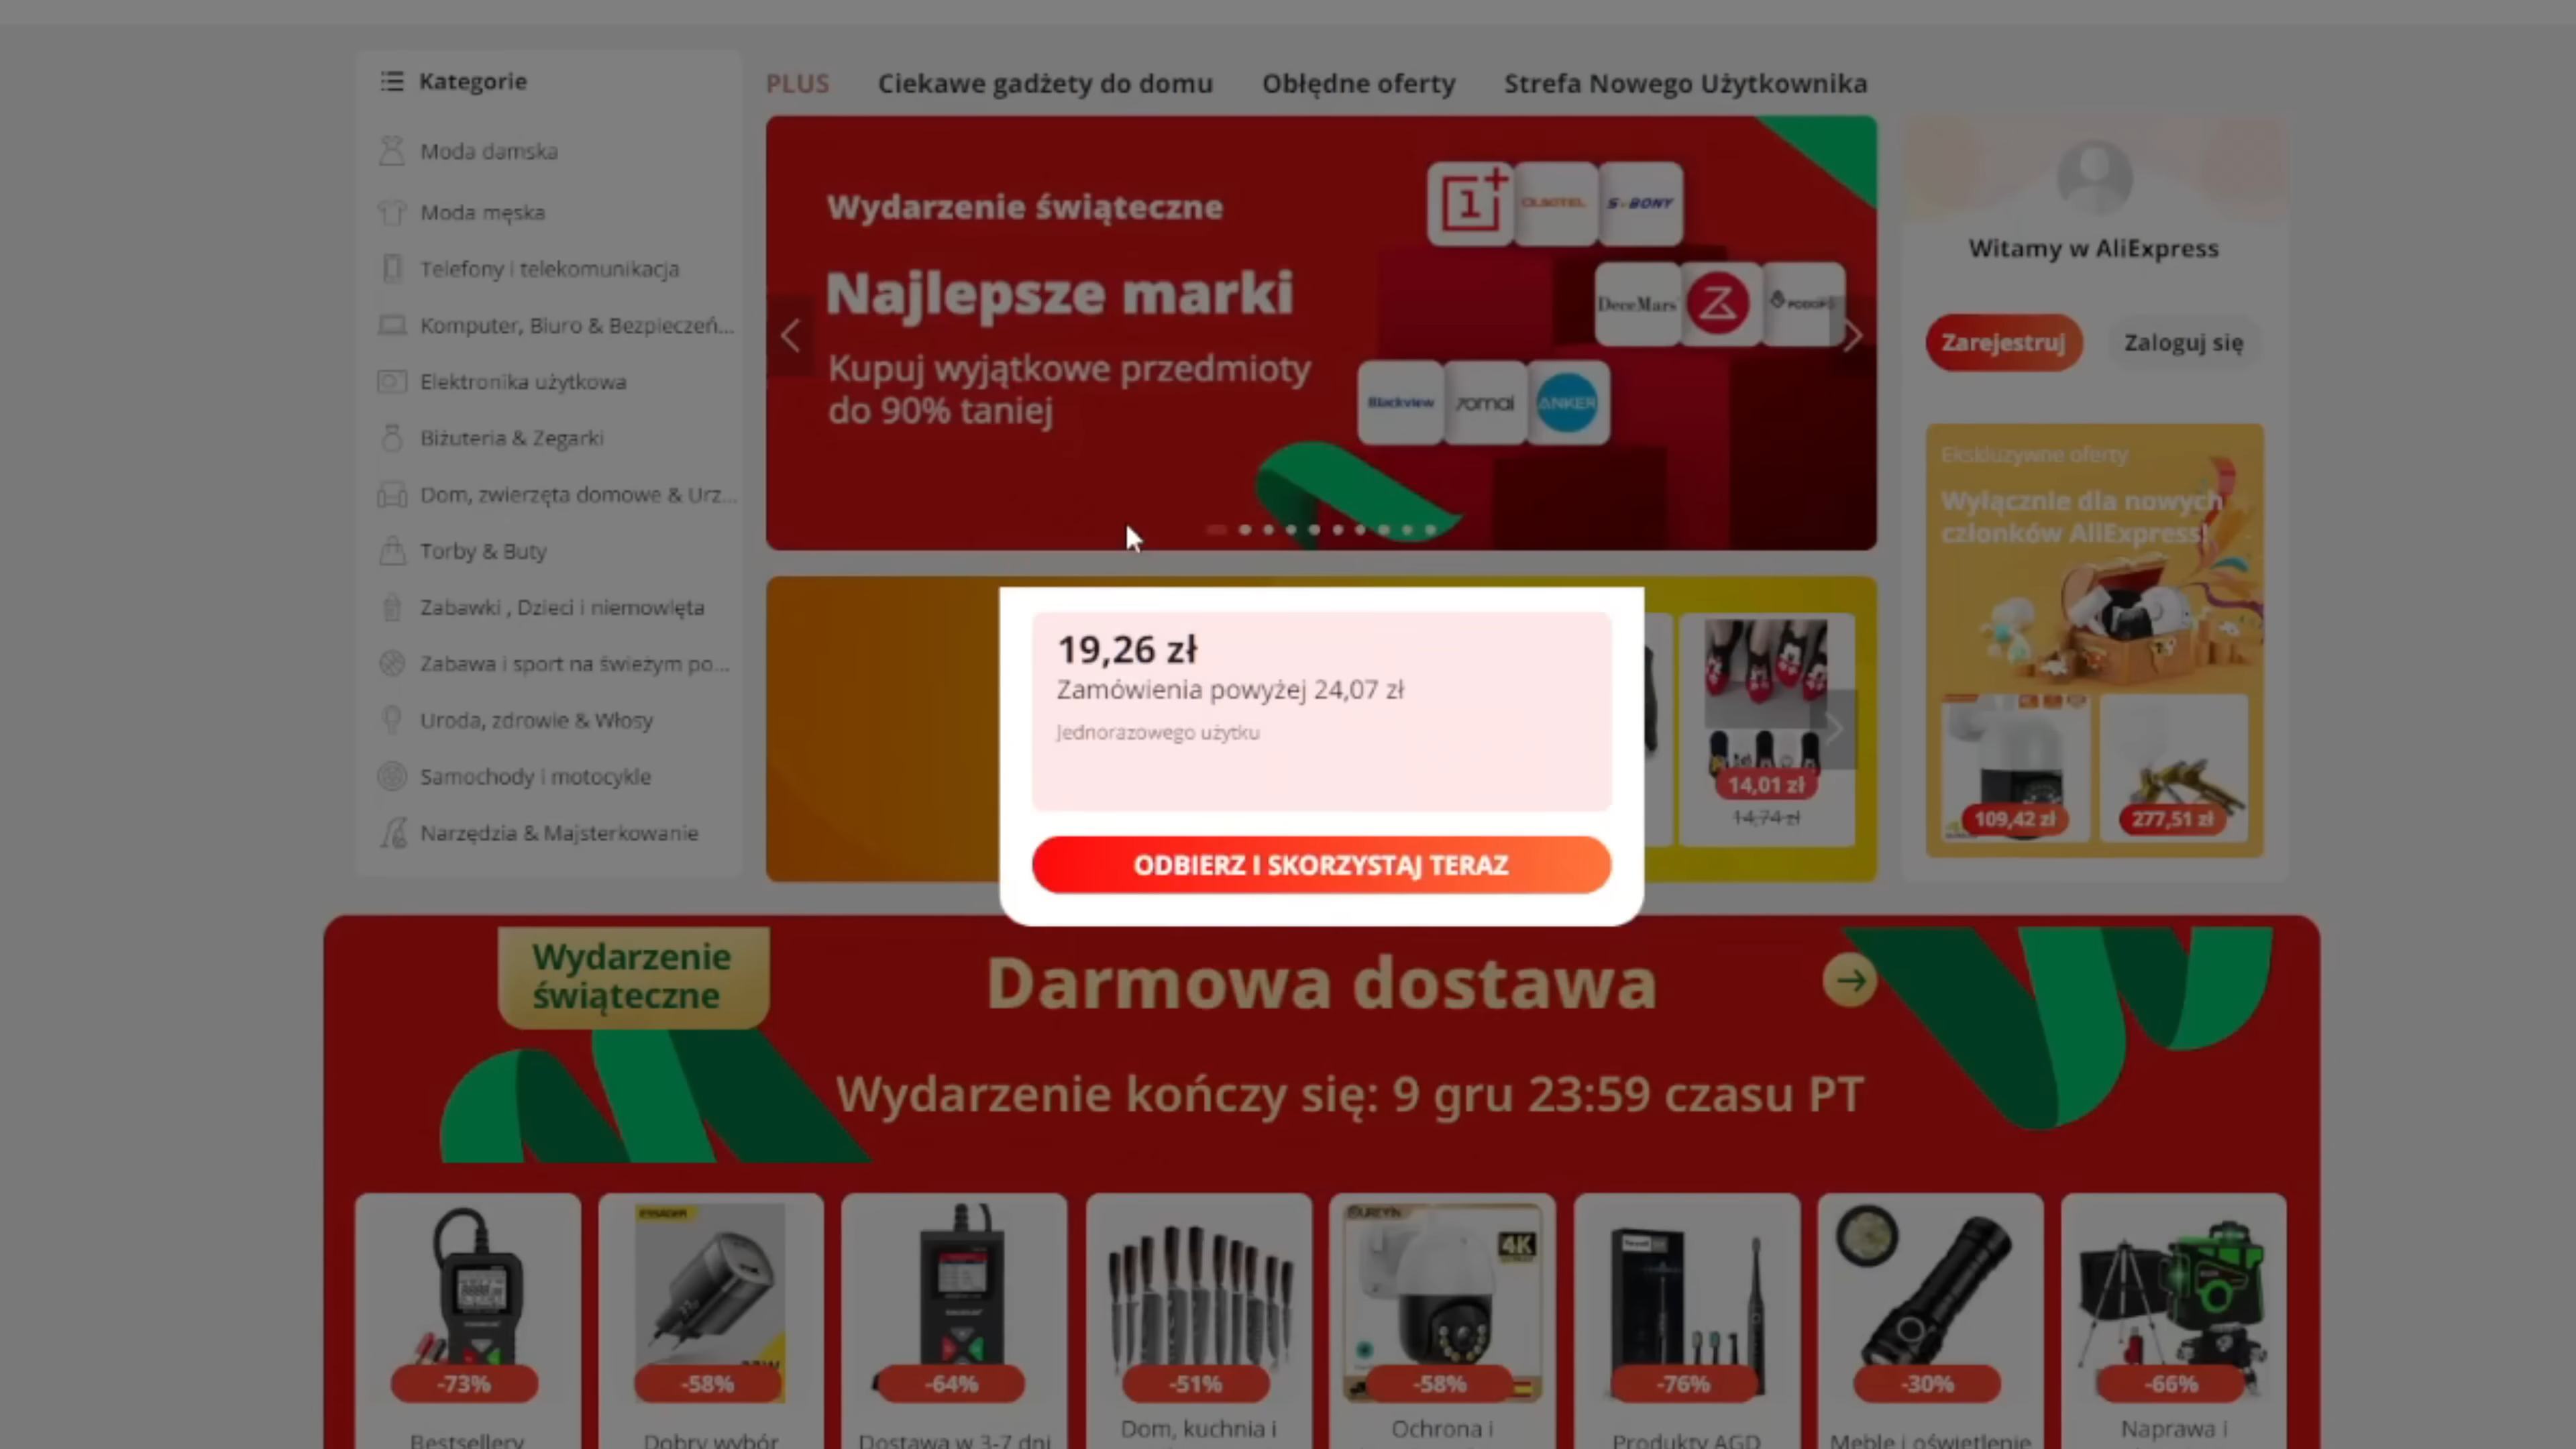 Kategorie
Moda damska
Moda męska
Telefony i telekomunikacja
Komputer, Biuro & Bezpieczeń...
Elektronika użytkowa
Biżuteria & Zegarki
Dom, zwierzęta domowe & Urz...
Torby & Buty
Zabawki , Dzieci i niemowlęta
Zabawa i sport na świeżym po...
Uroda, zdrowie & Włosy
Samochody i motocykle
Narzędzia & Majsterkowanie
PLUS
Ciekawe gadżety do domu
Obłędne oferty
Strefa Nowego Użytkownika
Wydarzenie świąteczne
Najlepsze marki
Kupuj wyjątkowe przedmioty
do 90% taniej
1+
DeceMars
Blackview
70mai
ANKER
Witamy w AliExpress
Zarejestruj
Zaloguj się
Ekskluzywne oferty
Wyłącznie dla nowych
członków AliExpress!
109,42 zł
277,51 zł
19,26 zł
Zamówienia powyżej 24,07 zł
Jednorazowego użytku
ODBIERZ I SKORZYSTAJ TERAZ
14,01 zł
14,74 zł
Wydarzenie
świąteczne
Darmowa dostawa
Wydarzenie kończy się: 9 gru 23:59 czasu PT
4K
-73%
-58%
-64%
-51%
-58%
-76%
-30%
-66%
Bestsellery
Dobry wybór
Dostawa w 3-7 dni
Dom, kuchnia i
Ochrona i
Produkty AGD
Meble i oświetlenie
Naprawa i